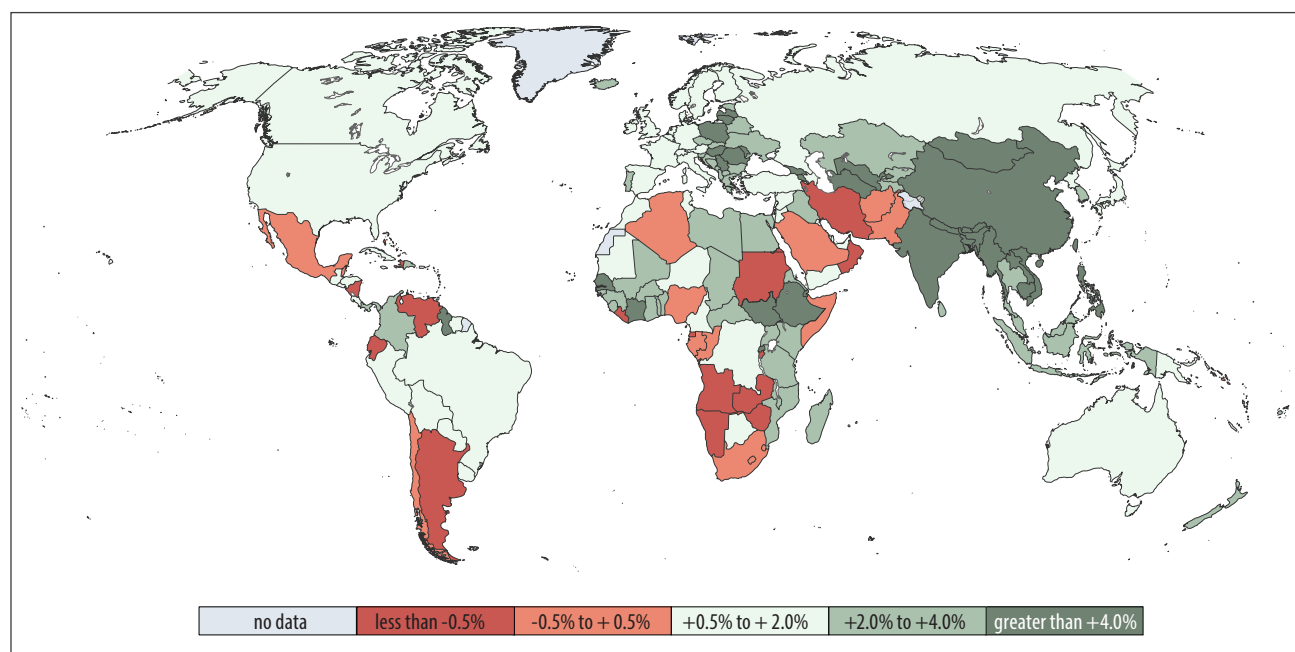 no data
less than -0.5%
-0.5% to + 0.5%
+0.5% to + 2.0%
+2.0% to +4.0%
greater than +4.0%